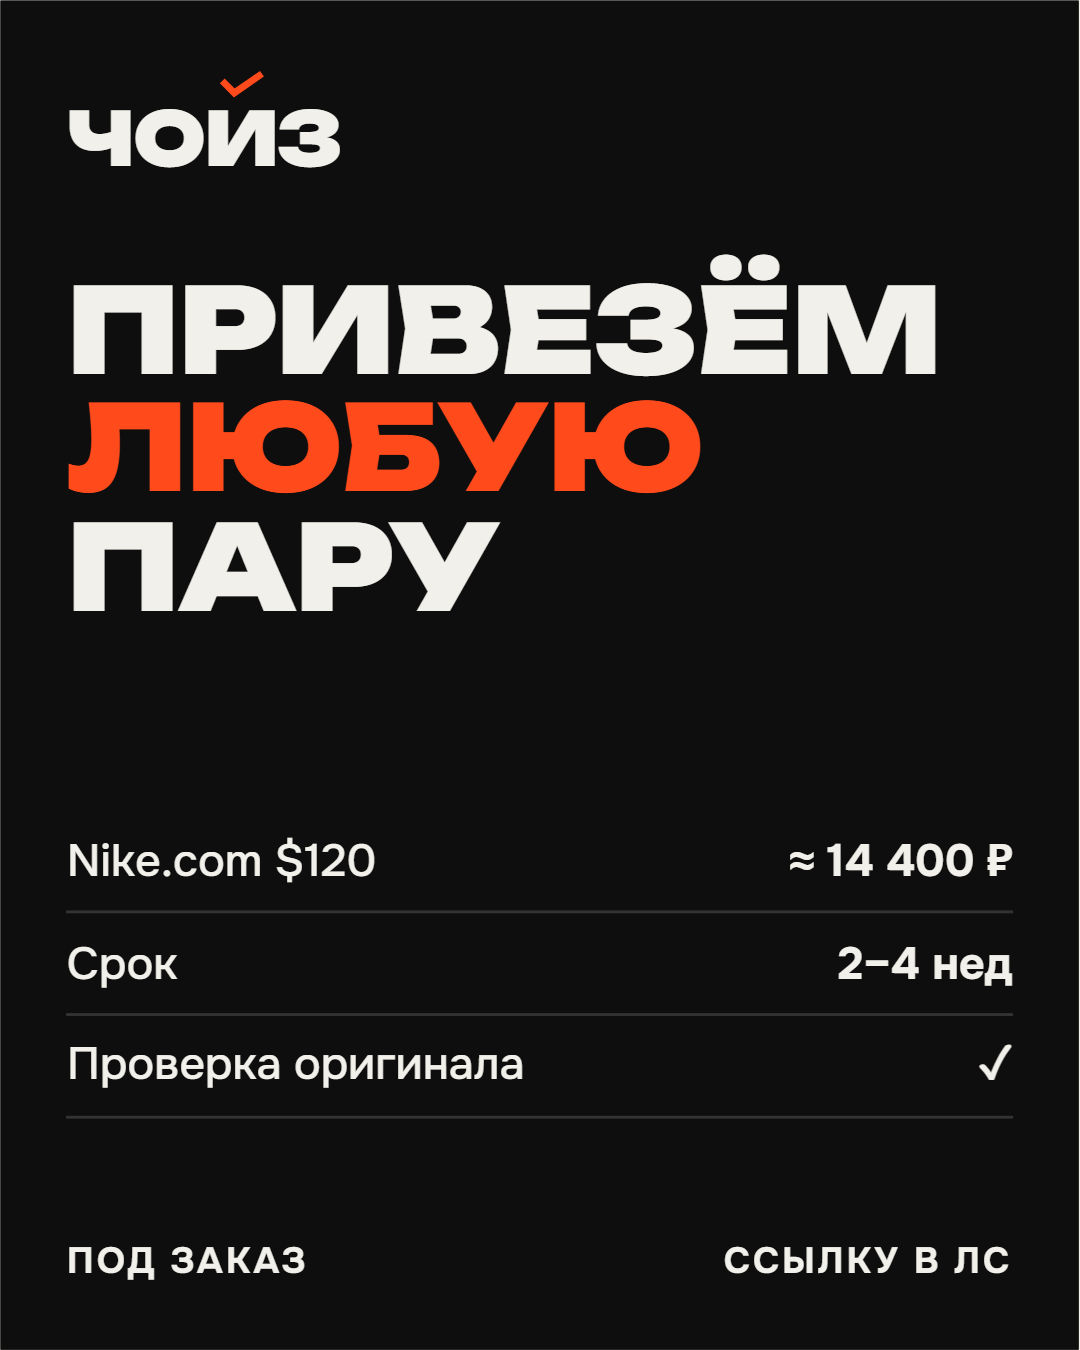 ЧОЙЗ
ПРИВЕЗЁМ
ЛЮБУЮ
ПАРУ
Nike.com $120 ≈ 14 400 ₽
Срок 2–4 нед
Проверка оригинала ✓
ПОД ЗАКАЗ ССЫЛКУ В ЛС